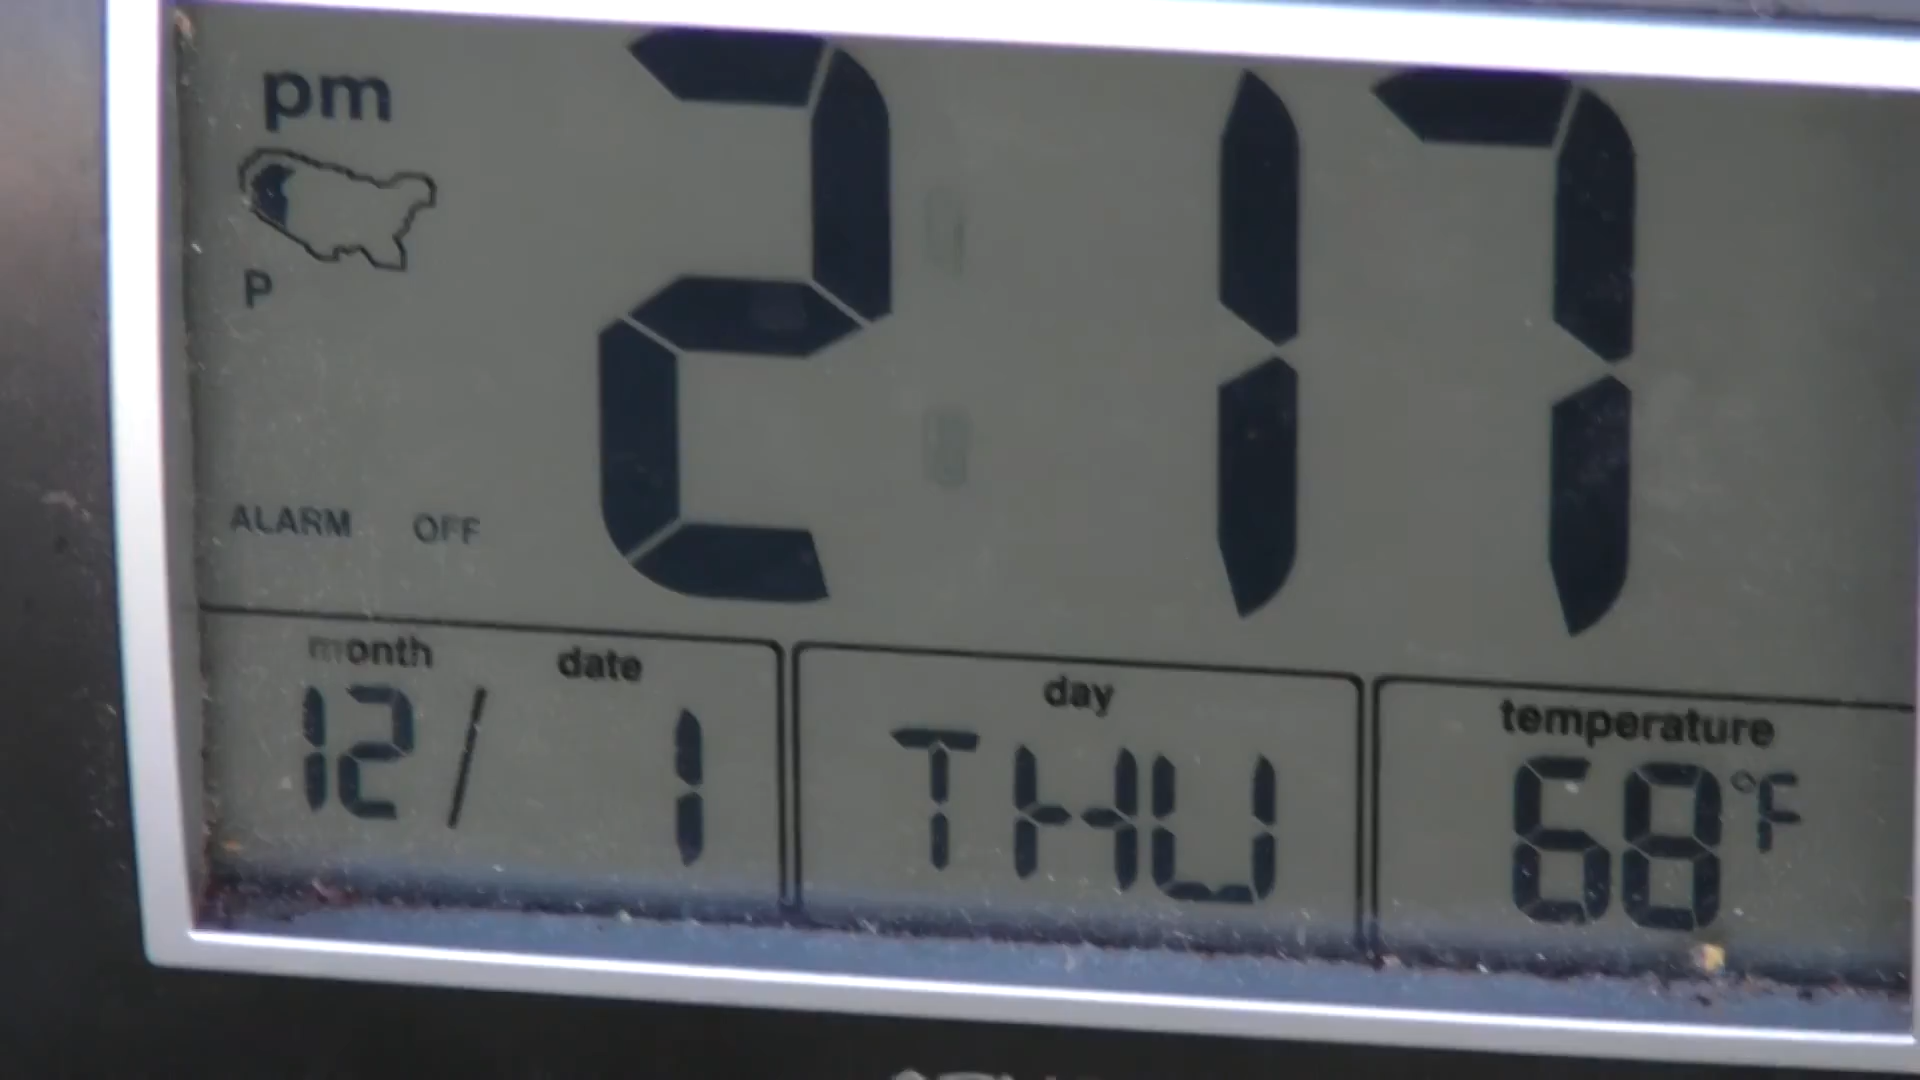 pm
2:17
P
ALARM OFF
month date
12/ 1
day
THU
temperature
68°F